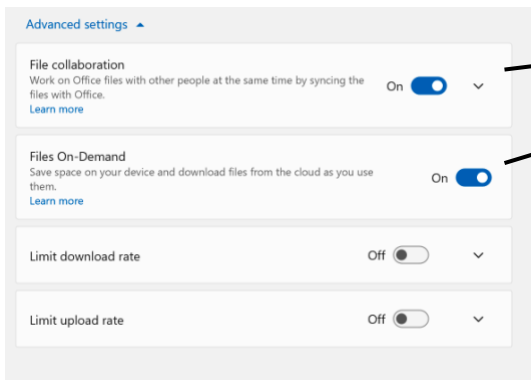 Advanced settings
File collaboration
Work on Office files with other people at the same time by syncing the
files with Office.
Learn more
On
Files On-Demand
Save space on your device and download files from the cloud as you use
them.
Learn more
On
Limit download rate
Off
Limit upload rate
Off